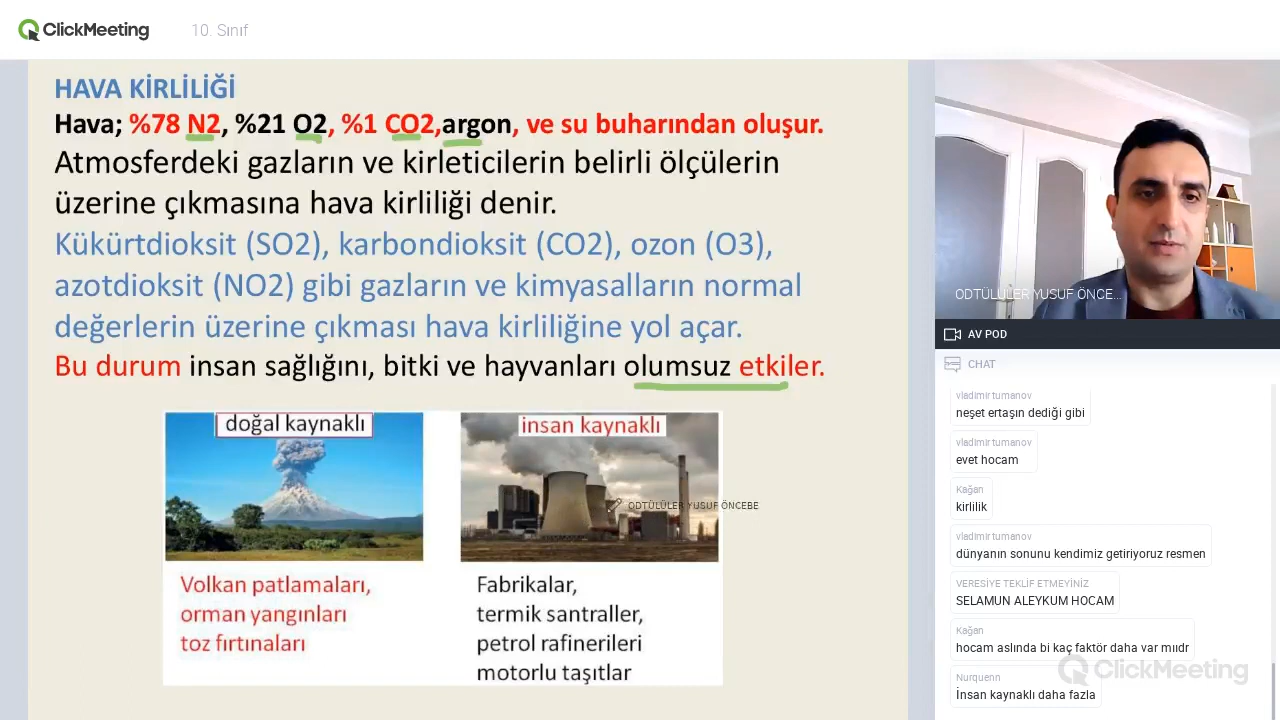 ClickMeeting
10. Sınıf
HAVA KİRLİLİĞİ
Hava; %78 N2, %21 O2, %1 CO2,argon, ve su buharından oluşur.
Atmosferdeki gazların ve kirleticilerin belirli ölçülerin
üzerine çıkmasına hava kirliliği denir.
Kükürtdioksit (SO2), karbondioksit (CO2), ozon (O3),
azotdioksit (NO2) gibi gazların ve kimyasalların normal
değerlerin üzerine çıkması hava kirliliğine yol açar.
Bu durum insan sağlığını, bitki ve hayvanları olumsuz etkiler.
doğal kaynaklı
Volkan patlamaları,
orman yangınları
toz fırtınaları
insan kaynaklı
ODTÜLÜLER YUSUF ÖNCEBE
Fabrikalar,
termik santraller,
petrol rafinerileri
motorlu taşıtlar
ODTÜLÜLER YUSUF ÖNCE...
AV POD
CHAT
vladimir tumanov
neşet ertaşın dediği gibi
vladimir tumanov
evet hocam
Kağan
kirlilik
vladimir tumanov
dünyanın sonunu kendimiz getiriyoruz resmen
VERESİYE TEKLİF ETMEYİNİZ
SELAMUN ALEYKUM HOCAM
Kağan
hocam aslında bi kaç faktör daha var mııdr
Nurquenn
İnsan kaynaklı daha fazla
ClickMeeting